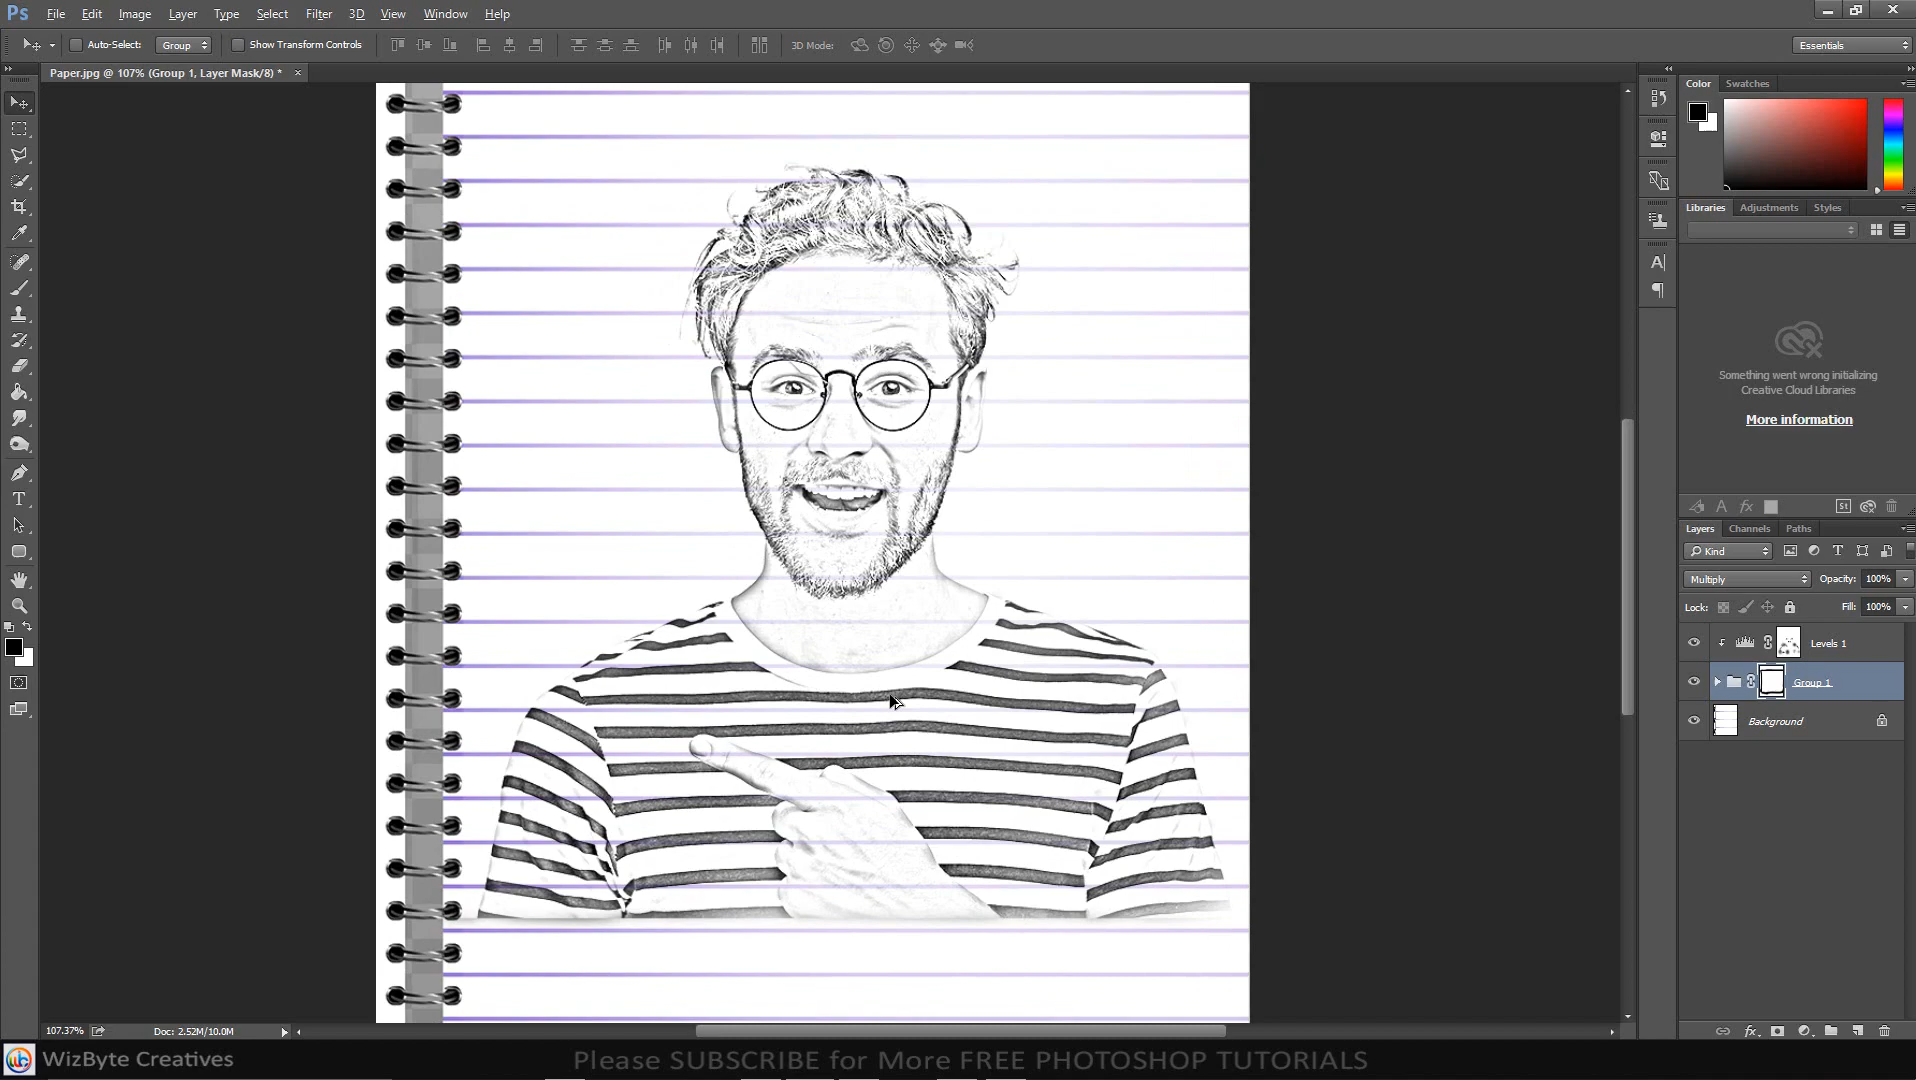 Ps File Edit Image Layer Type Select Filter 3D View Window Help
Auto-Select: Group Show Transform Controls 3D Mode: Essentials
Paper.jpg @ 107% (Group 1, Layer Mask/8) *
Color Swatches
Libraries Adjustments Styles
Something went wrong initializing
Creative Cloud Libraries
More information
St
Layers Channels Paths
Kind
Multiply Opacity: 100%
Lock: Fill: 100%
Levels 1
Group 1
Background
107.37% Doc: 2.52M/10.0M
WizByte Creatives Please SUBSCRIBE for More FREE PHOTOSHOP TUTORIALS